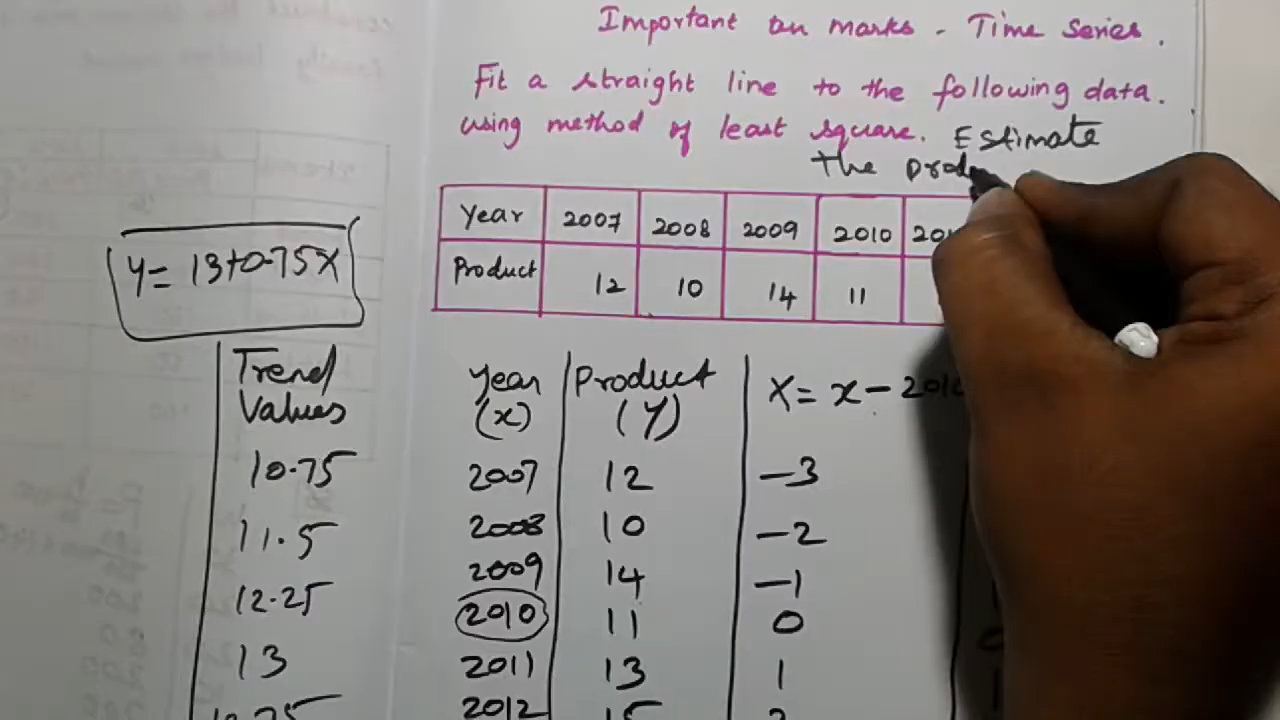 Important ten marks - Time Series.
Fit a straight line to the following data.
using method of least square. Estimate
the prod
Year 2007 2008 2009 2010
Product 12 10 14 11
Y = 13+0.75X
Trend Values
10.75
11.5
12.25
13
year (x) Product (Y) X = x - 2010
2007 12 -3
2008 10 -2
2009 14 -1
2010 11 0
2011 13 1
2012 15 2